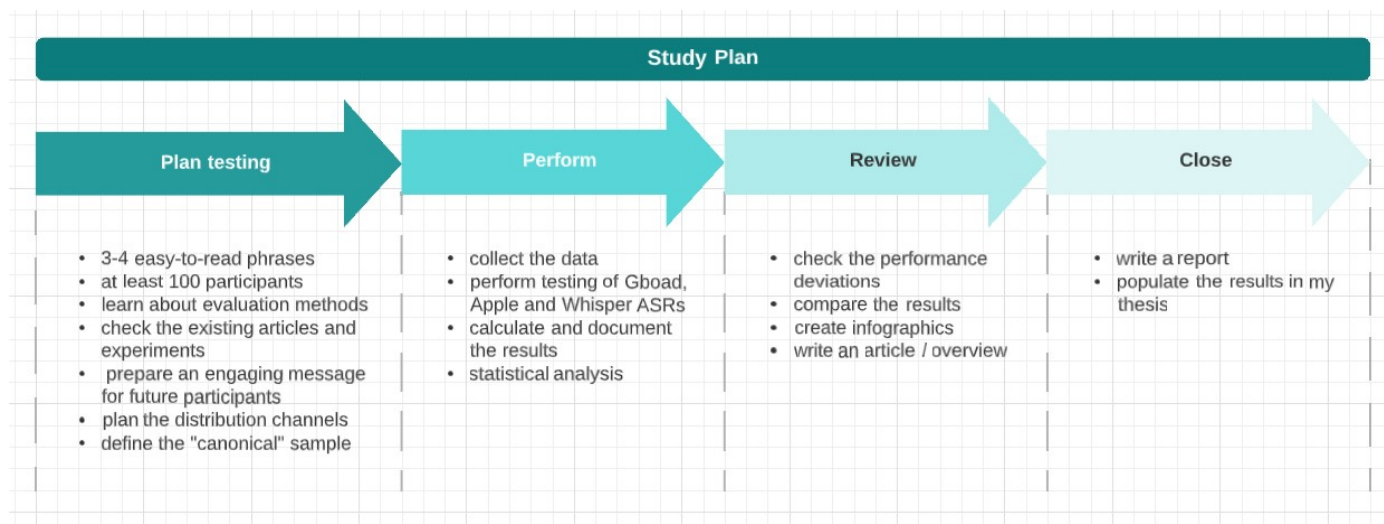 Study Plan
Plan testing
Perform
Review
Close
• 3-4 easy-to-read phrases
• at least 100 participants
• learn about evaluation methods
• check the existing articles and
experiments
• prepare an engaging message
for future participants
• plan the distribution channels
• define the "canonical" sample
• collect the data
• perform testing of Gboad,
Apple and Whisper ASRs
• calculate and document
the results
• statistical analysis
• check the performance
deviations
• compare the results
• create infographics
• write an article / overview
• write a report
• populate the results in my
thesis